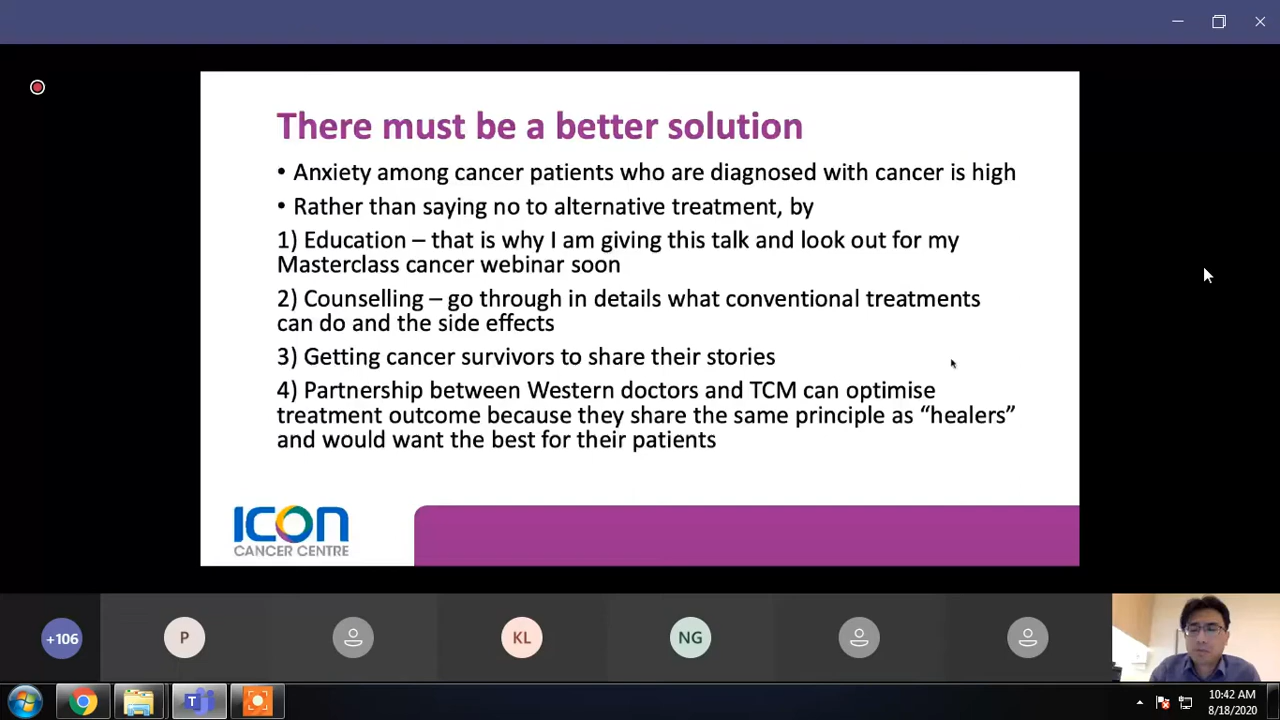 There must be a better solution
• Anxiety among cancer patients who are diagnosed with cancer is high
• Rather than saying no to alternative treatment, by
1) Education – that is why I am giving this talk and look out for my
Masterclass cancer webinar soon
2) Counselling – go through in details what conventional treatments
can do and the side effects
3) Getting cancer survivors to share their stories
4) Partnership between Western doctors and TCM can optimise
treatment outcome because they share the same principle as “healers”
and would want the best for their patients
ICON
CANCER CENTRE
+106
P
KL
NG
T
10:42 AM
8/18/2020